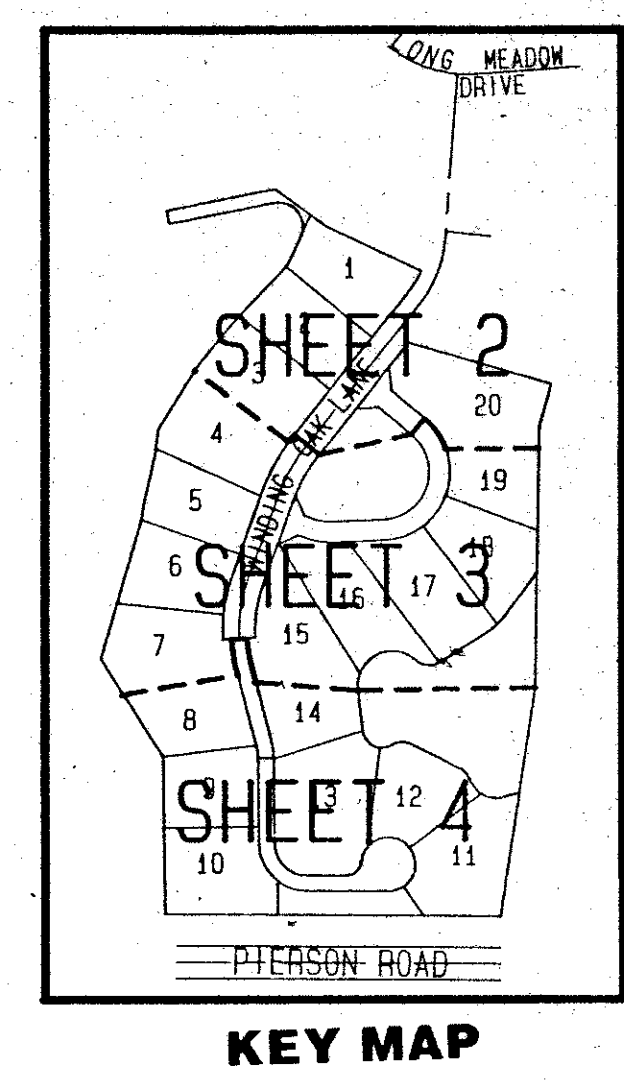 LONG MEADOW
DRIVE
1
2
SHEET 2
3
20
4
WINDING OAK LANE
19
5
18
6
SHEET 3
17
16
15
7
14
8
9
13
12
SHEET 4
11
10
PIERSON ROAD
KEY MAP